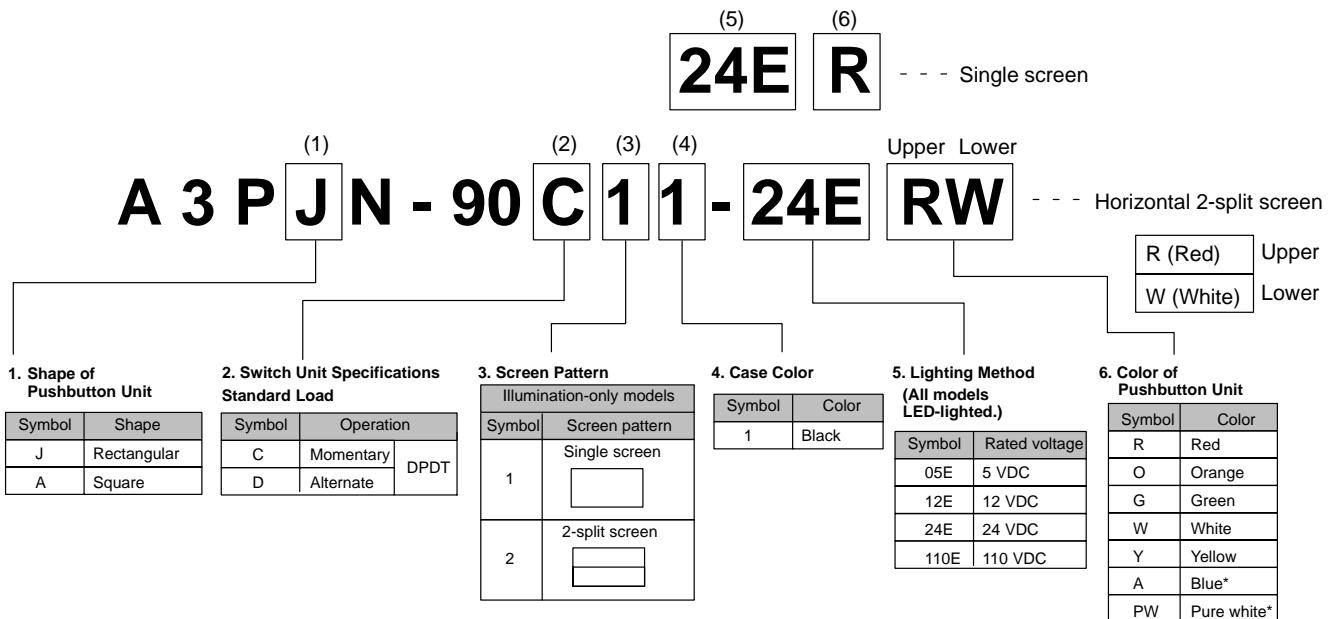 (5) (6)
24E R - - - Single screen
(1) (2) (3) (4) Upper Lower
A 3 P J N - 90 C 1 1 - 24E RW - - - Horizontal 2-split screen
R (Red) Upper
W (White) Lower
1. Shape of
Pushbutton Unit
Symbol Shape
J Rectangular
A Square
2. Switch Unit Specifications
Standard Load
Symbol Operation
C Momentary DPDT
D Alternate
3. Screen Pattern
Illumination-only models
Symbol Screen pattern
1 Single screen
2 2-split screen
4. Case Color
Symbol Color
1 Black
5. Lighting Method
(All models
LED-lighted.)
Symbol Rated voltage
05E 5 VDC
12E 12 VDC
24E 24 VDC
110E 110 VDC
6. Color of
Pushbutton Unit
Symbol Color
R Red
O Orange
G Green
W White
Y Yellow
A Blue*
PW Pure white*